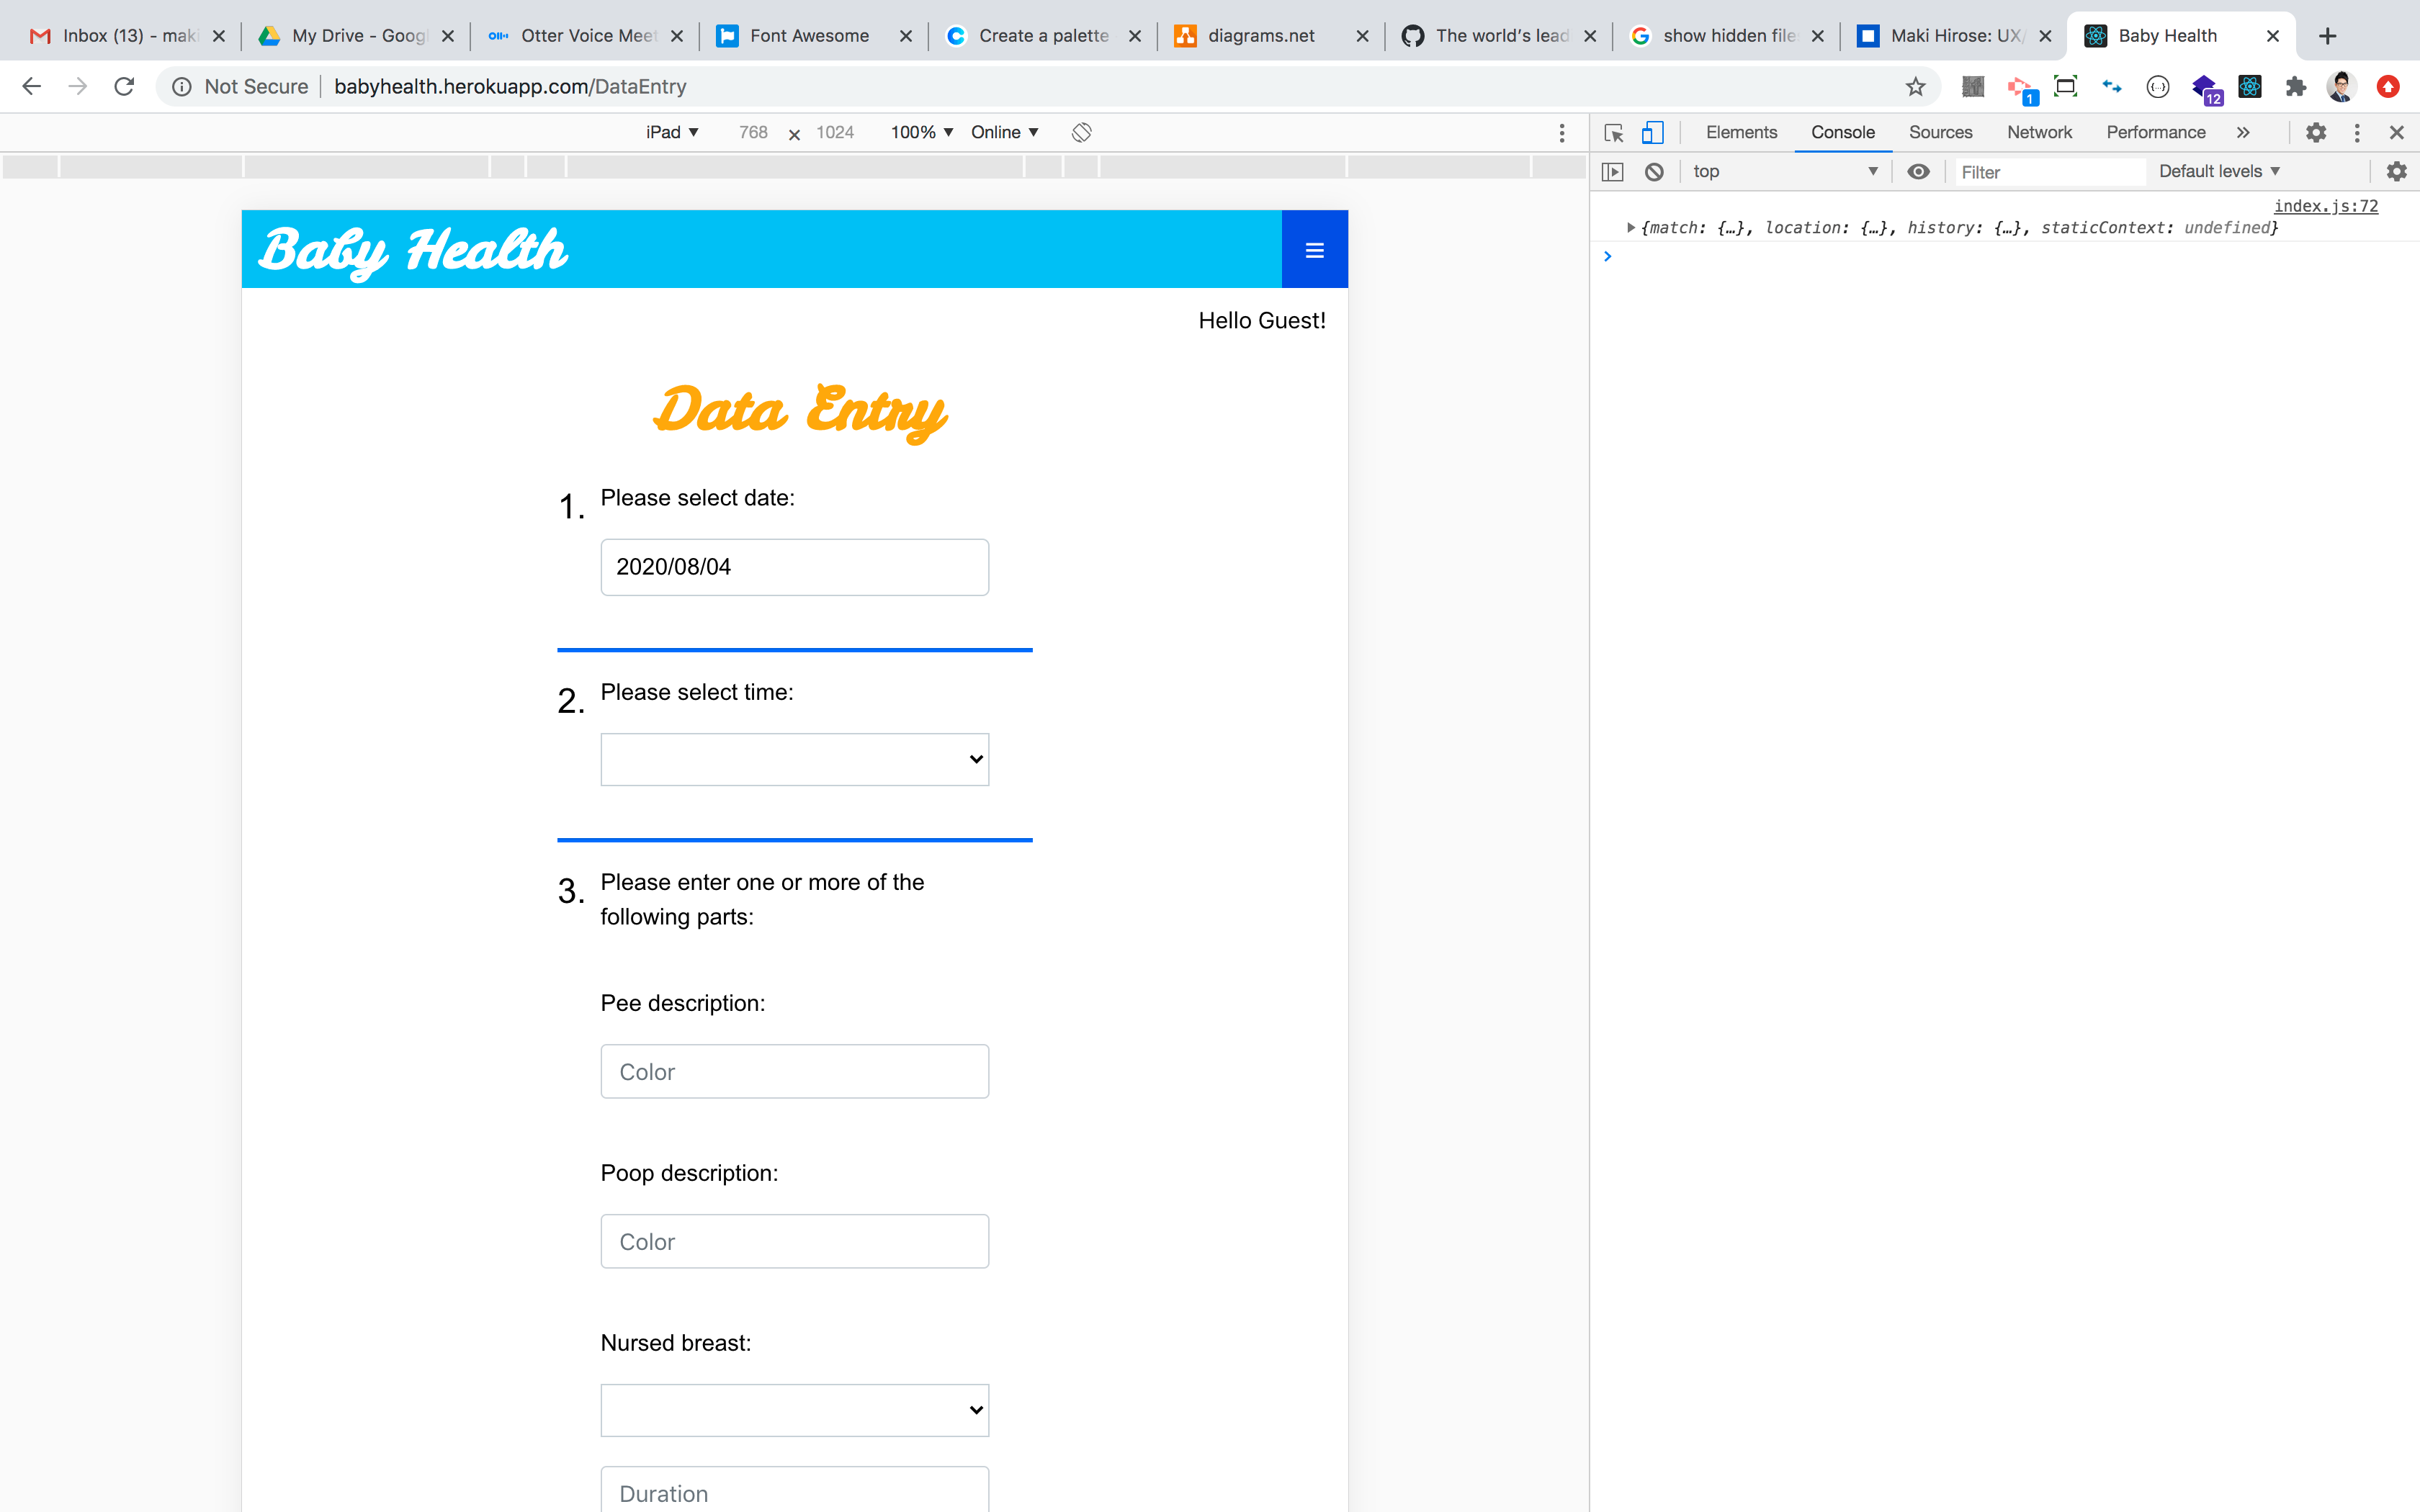 Inbox (13) - mak
My Drive - Goog
Otter Voice Meet
Font Awesome
Create a palette
diagrams.net
The world's lead
show hidden file
Maki Hirose: UX/
Baby Health
Not Secure
babyhealth.herokuapp.com/DataEntry
1
12
iPad ▼ 768 × 1024 100% ▼ Online ▼
Elements Console Sources Network Performance »
top
Filter
Default levels ▼
index.js:72
{match: {…}, location: {…}, history: {…}, staticContext: undefined}
Baby Health
Hello Guest!
Data Entry
1. Please select date:
2020/08/04
2. Please select time:
3. Please enter one or more of the
following parts:
Pee description:
Color
Poop description:
Color
Nursed breast:
Duration